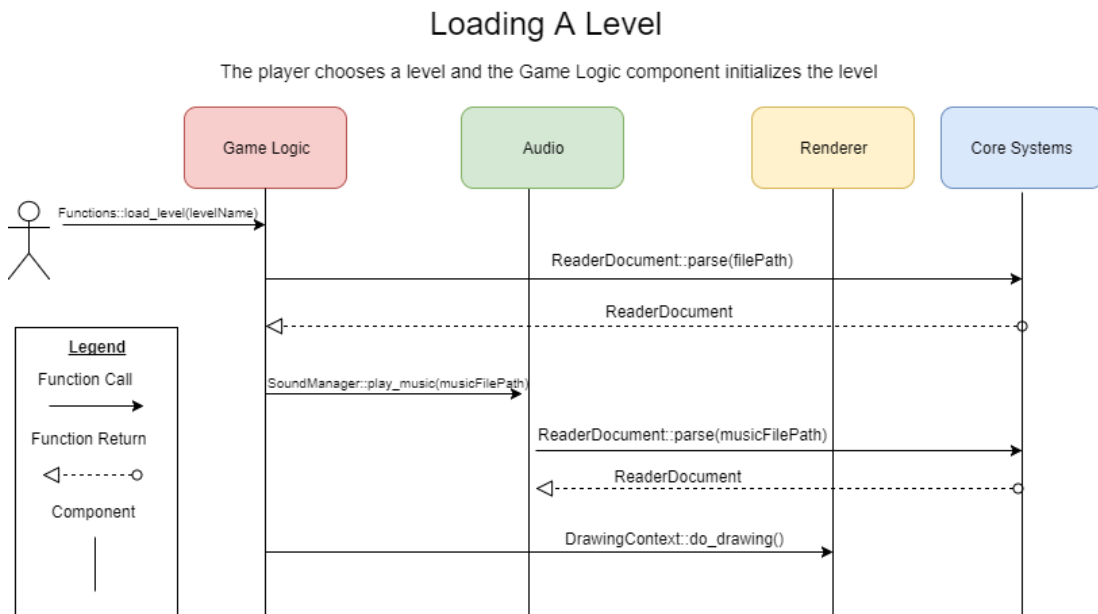 Loading A Level
The player chooses a level and the Game Logic component initializes the level
Game Logic
Audio
Renderer
Core Systems
Functions::load_level(levelName)
ReaderDocument::parse(filePath)
ReaderDocument
Legend
Function Call
SoundManager::play_music(musicFilePath)
Function Return
ReaderDocument::parse(musicFilePath)
ReaderDocument
Component
DrawingContext::do_drawing()